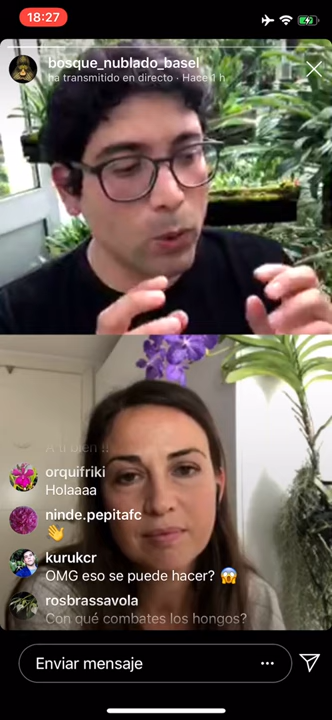 18:27
bosque_nublado_basel
ha transmitido en directo · Hace 1 h
A ti bien !!
orquifriki
Holaaaa
ninde.pepitafc
👋
kurukcr
OMG eso se puede hacer? 😱
rosbrassavola
Con qué combates los hongos?
Enviar mensaje